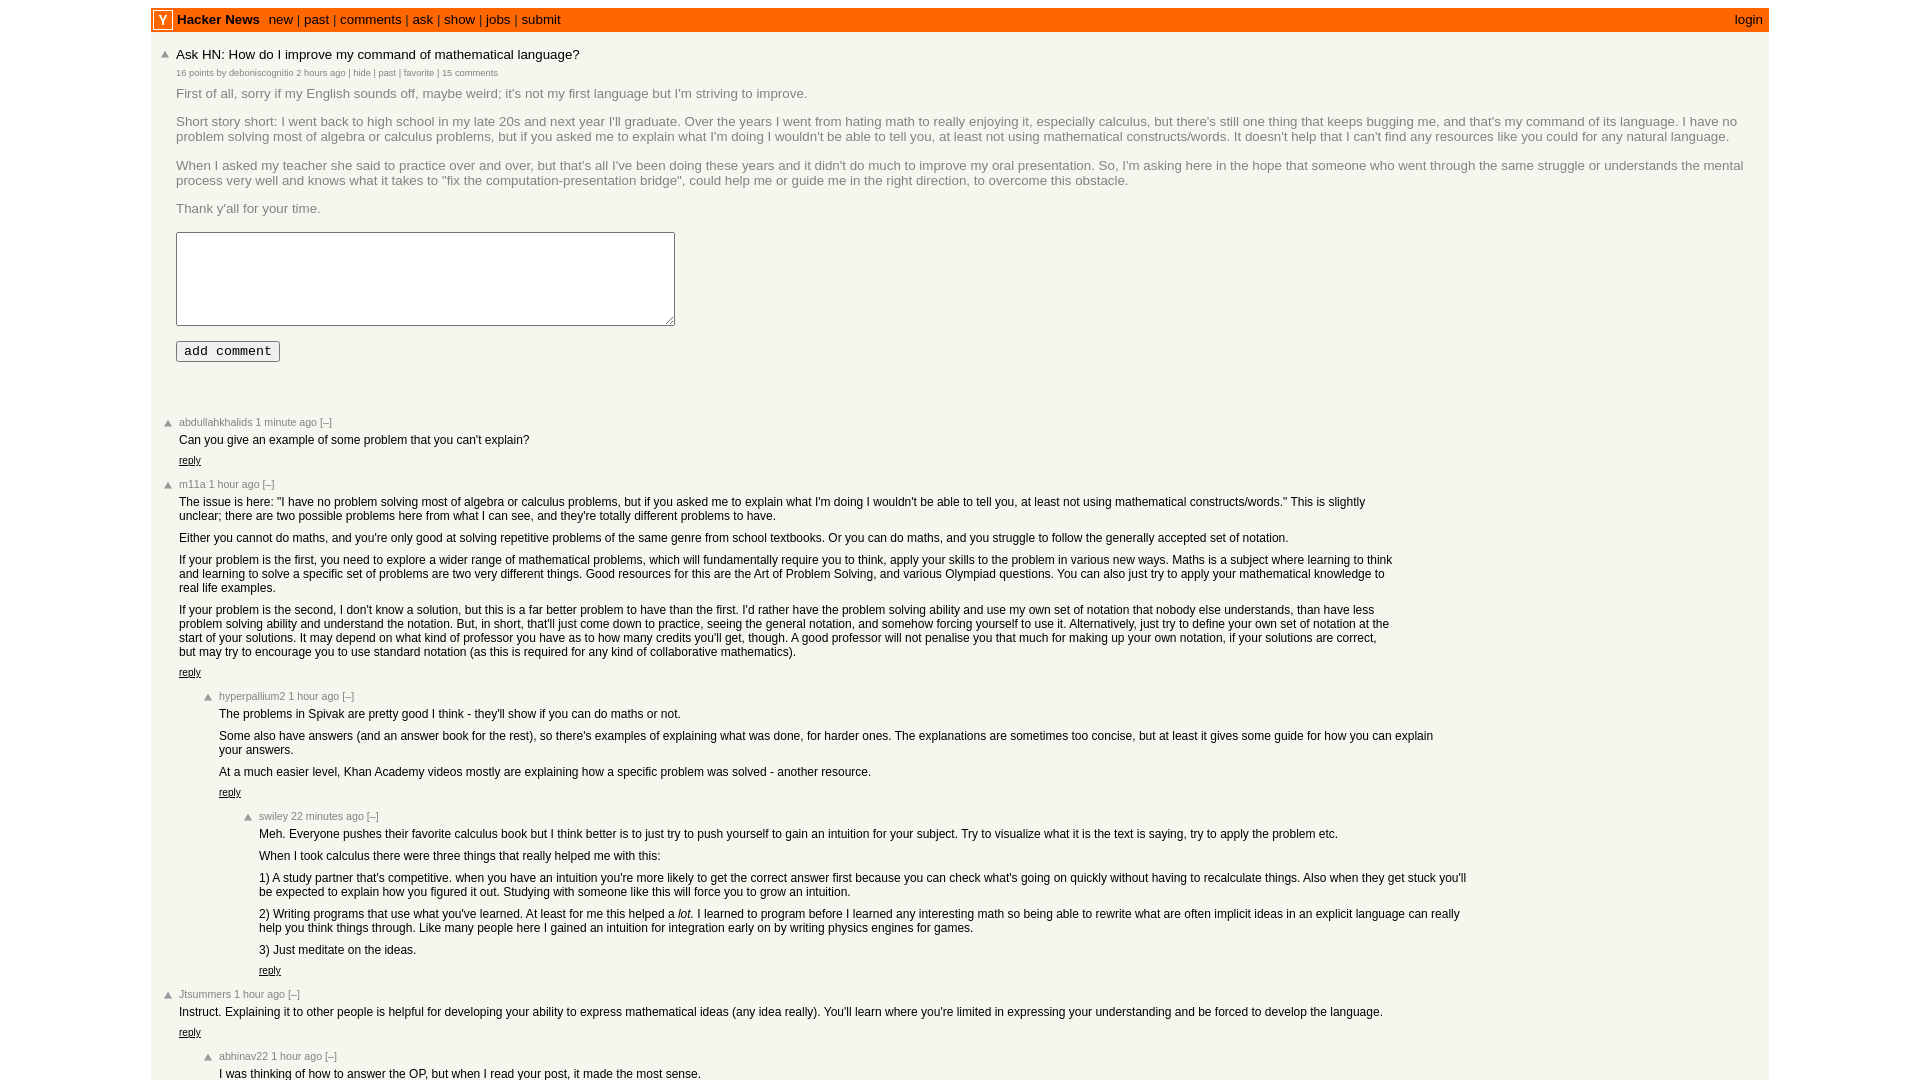 Y Hacker News new | past | comments | ask | show | jobs | submit login
Ask HN: How do I improve my command of mathematical language?
16 points by deboniscognitio 2 hours ago | hide | past | favorite | 15 comments
First of all, sorry if my English sounds off, maybe weird; it's not my first language but I'm striving to improve.
Short story short: I went back to high school in my late 20s and next year I'll graduate. Over the years I went from hating math to really enjoying it, especially calculus, but there's still one thing that keeps bugging me, and that's my command of its language. I have no
problem solving most of algebra or calculus problems, but if you asked me to explain what I'm doing I wouldn't be able to tell you, at least not using mathematical constructs/words. It doesn't help that I can't find any resources like you could for any natural language.
When I asked my teacher she said to practice over and over, but that's all I've been doing these years and it didn't do much to improve my oral presentation. So, I'm asking here in the hope that someone who went through the same struggle or understands the mental
process very well and knows what it takes to "fix the computation-presentation bridge", could help me or guide me in the right direction, to overcome this obstacle.
Thank y'all for your time.
add comment
abdullahkhalids 1 minute ago [–]
Can you give an example of some problem that you can't explain?
reply
m11a 1 hour ago [–]
The issue is here: "I have no problem solving most of algebra or calculus problems, but if you asked me to explain what I'm doing I wouldn't be able to tell you, at least not using mathematical constructs/words." This is slightly
unclear; there are two possible problems here from what I can see, and they're totally different problems to have.
Either you cannot do maths, and you're only good at solving repetitive problems of the same genre from school textbooks. Or you can do maths, and you struggle to follow the generally accepted set of notation.
If your problem is the first, you need to explore a wider range of mathematical problems, which will fundamentally require you to think, apply your skills to the problem in various new ways. Maths is a subject where learning to think
and learning to solve a specific set of problems are two very different things. Good resources for this are the Art of Problem Solving, and various Olympiad questions. You can also just try to apply your mathematical knowledge to
real life examples.
If your problem is the second, I don't know a solution, but this is a far better problem to have than the first. I'd rather have the problem solving ability and use my own set of notation that nobody else understands, than have less
problem solving ability and understand the notation. But, in short, that'll just come down to practice, seeing the general notation, and somehow forcing yourself to use it. Alternatively, just try to define your own set of notation at the
start of your solutions. It may depend on what kind of professor you have as to how many credits you'll get, though. A good professor will not penalise you that much for making up your own notation, if your solutions are correct,
but may try to encourage you to use standard notation (as this is required for any kind of collaborative mathematics).
reply
hyperpallium2 1 hour ago [–]
The problems in Spivak are pretty good I think - they'll show if you can do maths or not.
Some also have answers (and an answer book for the rest), so there's examples of explaining what was done, for harder ones. The explanations are sometimes too concise, but at least it gives some guide for how you can explain
your answers.
At a much easier level, Khan Academy videos mostly are explaining how a specific problem was solved - another resource.
reply
swiley 22 minutes ago [–]
Meh. Everyone pushes their favorite calculus book but I think better is to just try to push yourself to gain an intuition for your subject. Try to visualize what it is the text is saying, try to apply the problem etc.
When I took calculus there were three things that really helped me with this:
1) A study partner that's competitive. when you have an intuition you're more likely to get the correct answer first because you can check what's going on quickly without having to recalculate things. Also when they get stuck you'll
be expected to explain how you figured it out. Studying with someone like this will force you to grow an intuition.
2) Writing programs that use what you've learned. At least for me this helped a lot. I learned to program before I learned any interesting math so being able to rewrite what are often implicit ideas in an explicit language can really
help you think things through. Like many people here I gained an intuition for integration early on by writing physics engines for games.
3) Just meditate on the ideas.
reply
Jtsummers 1 hour ago [–]
Instruct. Explaining it to other people is helpful for developing your ability to express mathematical ideas (any idea really). You'll learn where you're limited in expressing your understanding and be forced to develop the language.
reply
abhinav22 1 hour ago [–]
I was thinking of how to answer the OP, but when I read your post, it made the most sense.